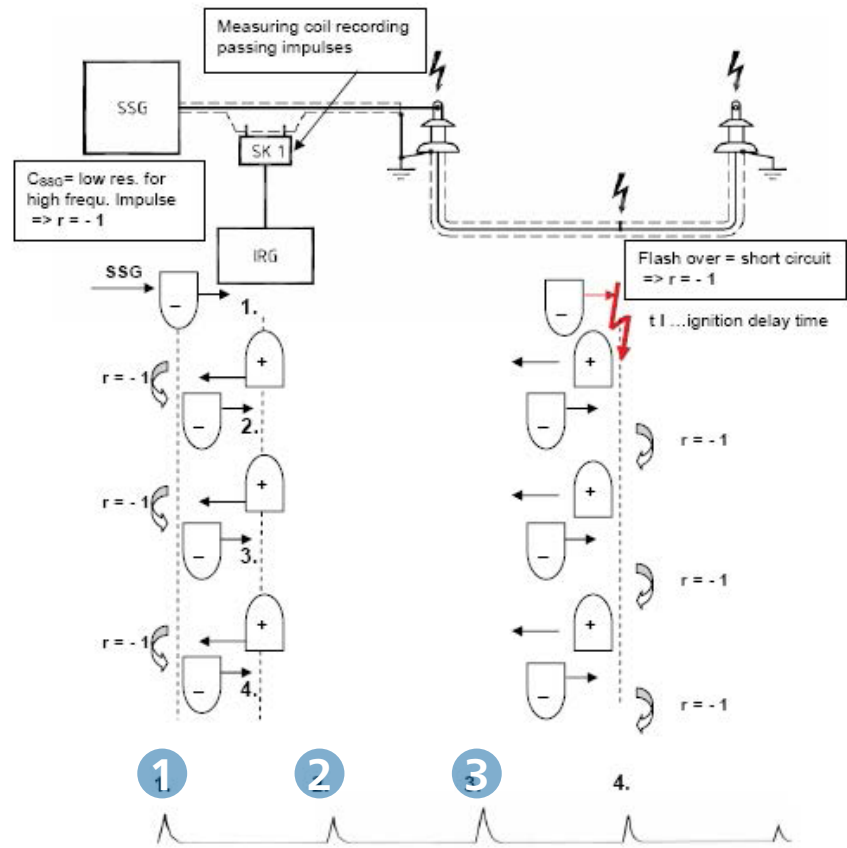 Measuring coil recording
passing impulses
SSG
SK 1
C_SSG= low res. for
high frequ. Impulse
=> r = - 1
IRG
Flash over = short circuit
=> r = - 1
SSG
t I ...ignition delay time
–
1.
–
+
+
r = - 1
–
2.
–
r = - 1
+
+
r = - 1
–
3.
–
r = - 1
+
+
r = - 1
–
4.
–
r = - 1
1
2
3
4.